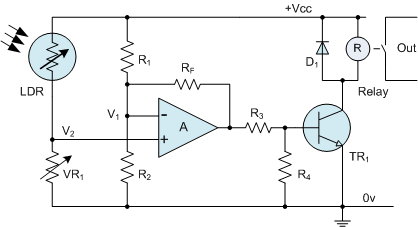 +Vcc
R1
RF
D1
R
Out
Relay
LDR
V1
-
A
+
V2
R3
TR1
VR1
R2
R4
0v